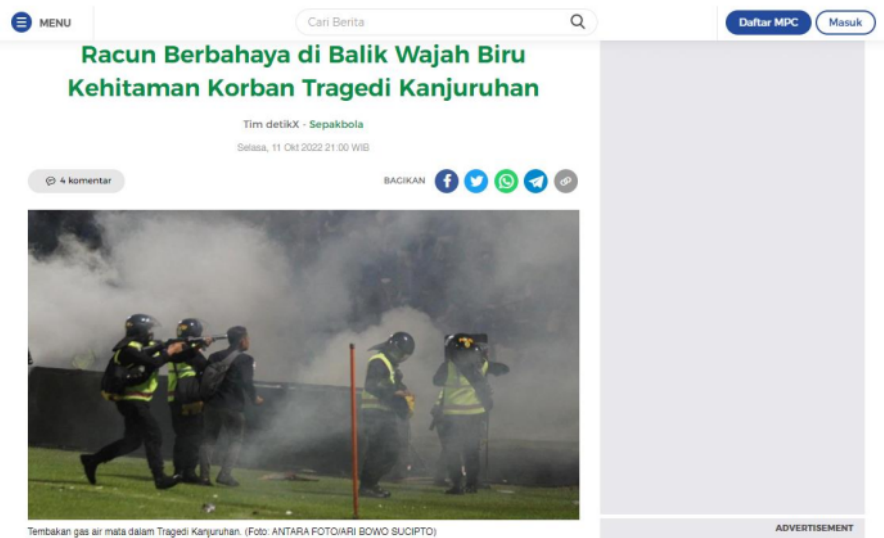 MENU
Cari Berita
Daftar MPC
Masuk
Racun Berbahaya di Balik Wajah Biru
Kehitaman Korban Tragedi Kanjuruhan
Tim detikX - Sepakbola
Selasa, 11 Okt 2022 21:00 WIB
4 komentar
BAGIKAN
Tembakan gas air mata dalam Tragedi Kanjuruhan. (Foto: ANTARA FOTO/ARI BOWO SUCIPTO)
ADVERTISEMENT